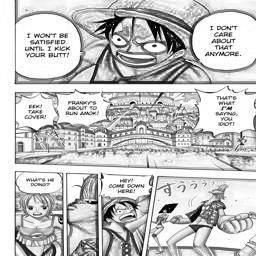 I DON'T
CARE
ABOUT
THAT
ANYMORE.
I WON'T BE
SATISFIED
UNTIL I KICK
YOUR BUTT!
THAT'S
WHAT
I'M
SAYING,
YOU
IDIOT!
FRANKY'S
ABOUT TO
RUN AMOK!
EEK!
TAKE
COVER!
HEY!
COME DOWN
HERE!
WHAT'S HE
DOING?